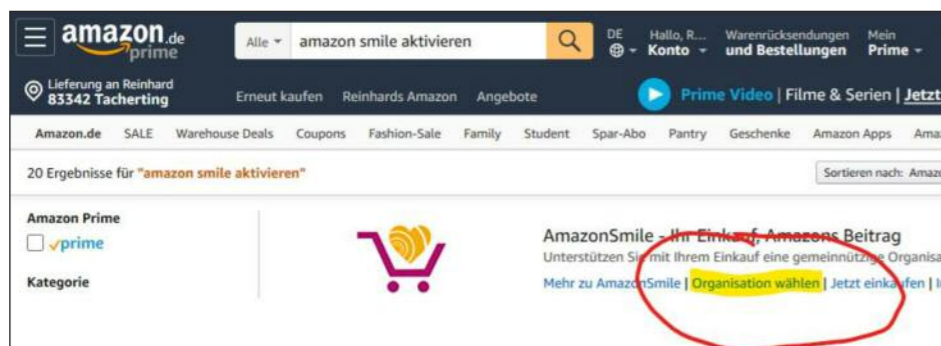 amazon.de
prime
Alle
amazon smile aktivieren
DE
Hallo, R...
Konto
Warenrücksendungen
und Bestellungen
Mein
Prime
Lieferung an Reinhard
83342 Tacherting
Erneut kaufen Reinhards Amazon Angebote
Prime Video | Filme & Serien | Jetzt
Amazon.de SALE Warehouse Deals Coupons Fashion-Sale Family Student Spar-Abo Pantry Geschenke Amazon Apps Ama
20 Ergebnisse für "amazon smile aktivieren"
Sortieren nach: Amazo
Amazon Prime
prime
Kategorie
AmazonSmile - Ihr Einkauf, Amazons Beitrag
Unterstützen Sie mit Ihrem Einkauf eine gemeinnützige Organisa
Mehr zu AmazonSmile | Organisation wählen | Jetzt einkaufen | I